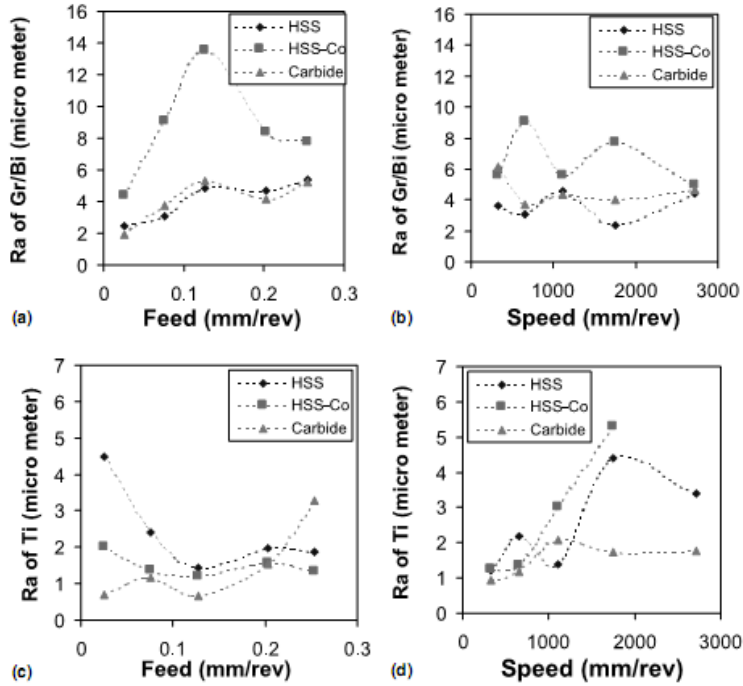 Ra of Gr/Bi (micro meter)
16
14
12
10
8
6
4
2
0
HSS
HSS-Co
Carbide
0
0.1
0.2
0.3
(a)
Feed (mm/rev)
Ra of Gr/Bi (micro meter)
16
14
12
10
8
6
4
2
0
HSS
HSS-Co
Carbide
0
1000
2000
3000
(b)
Speed (mm/rev)
Ra of Ti (micro meter)
7
6
5
4
3
2
1
0
HSS
HSS-Co
Carbide
0
0.1
0.2
0.3
(c)
Feed (mm/rev)
Ra of Ti (micro meter)
7
6
5
4
3
2
1
0
HSS
HSS-Co
Carbide
0
1000
2000
3000
(d)
Speed (mm/rev)